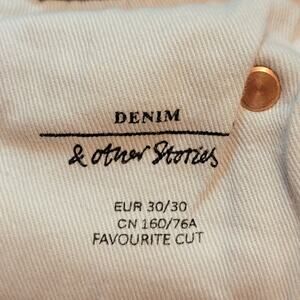 DENIM
& other Stories
EUR 30/30
CN 160/76A
FAVOURITE CUT